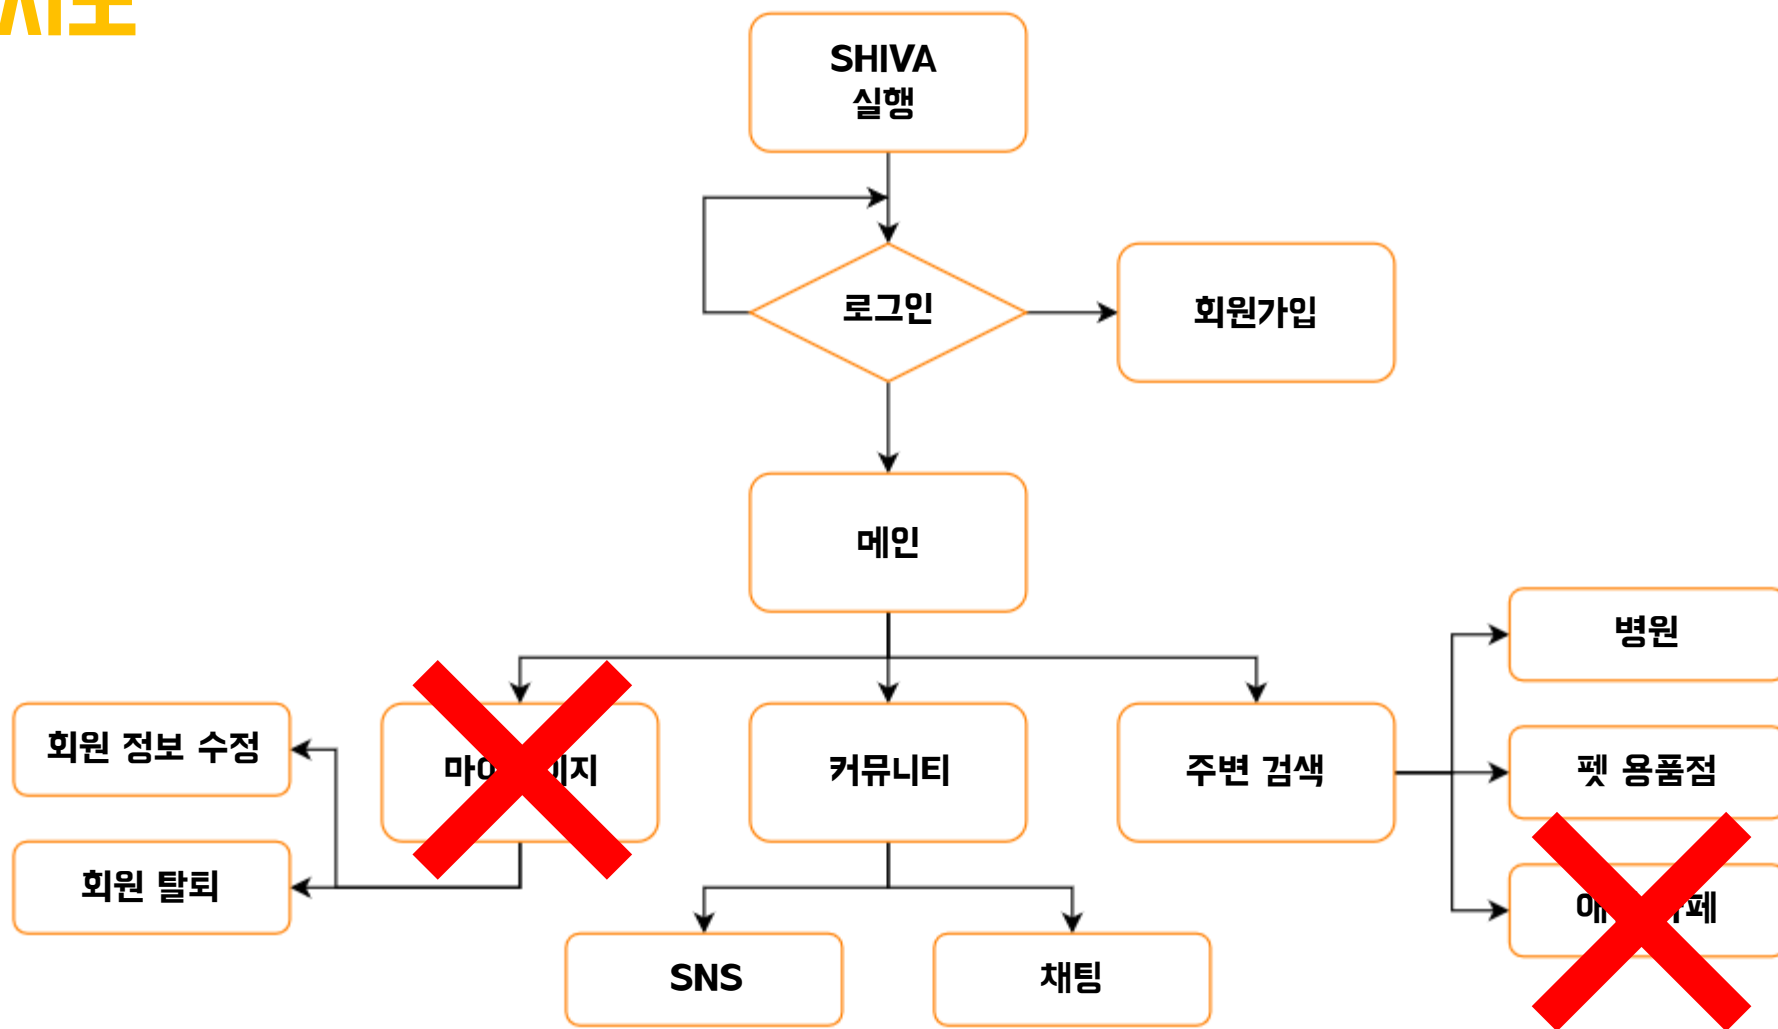 SHIVA
실행
로그인
회원가입
메인
병원
회원 정보 수정
커뮤니티
주변 검색
펫 용품점
회원 탈퇴
SNS
채팅